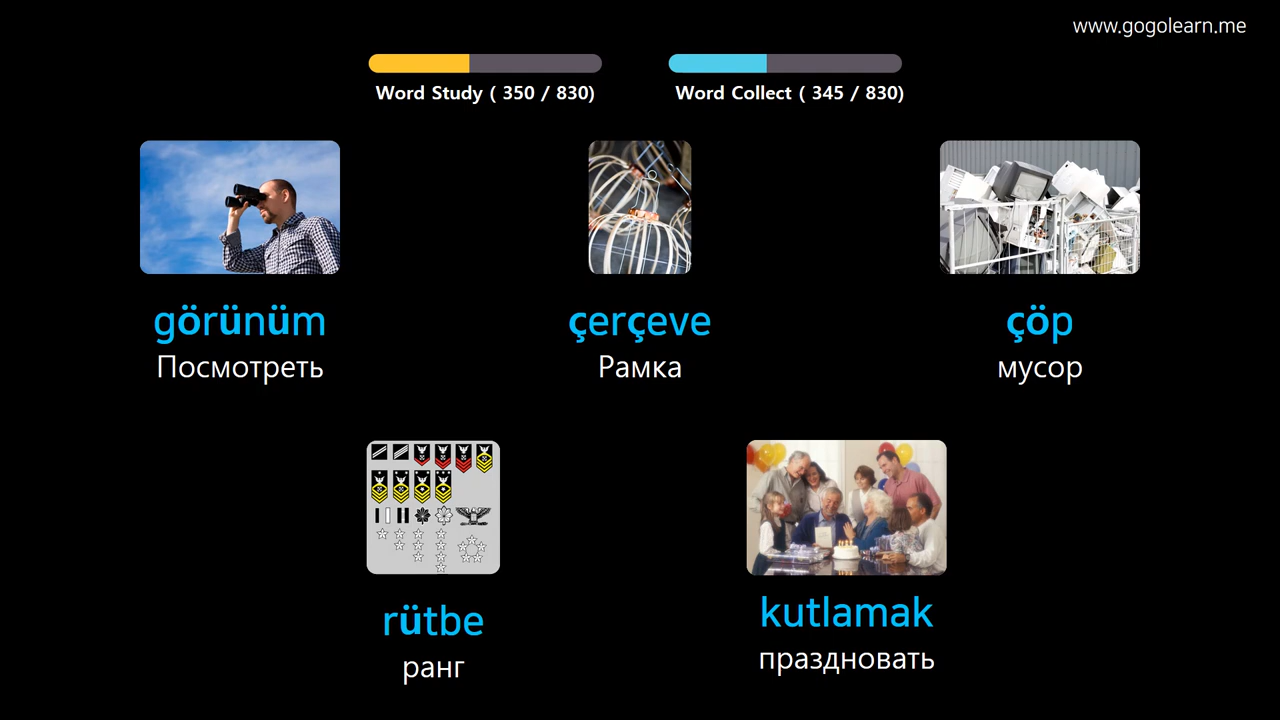 www.gogolearn.me
Word Study ( 350 / 830)
Word Collect ( 345 / 830)
görünüm
Посмотреть
çerçeve
Рамка
çöp
мусор
rütbe
ранг
kutlamak
праздновать